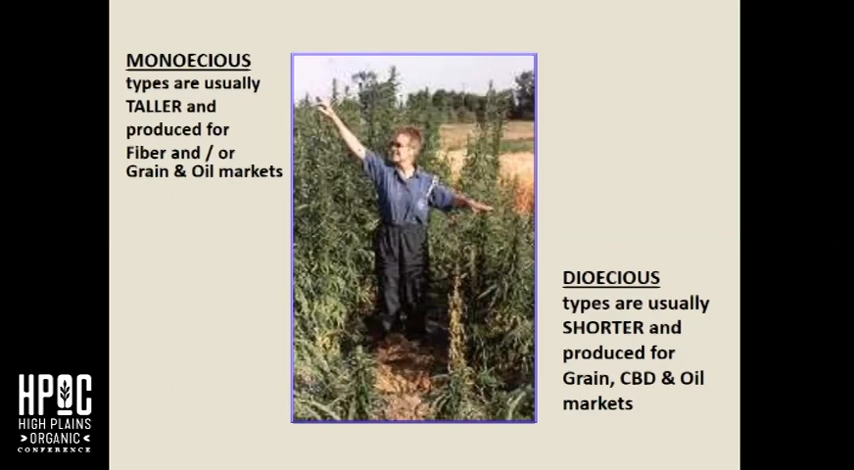 MONOECIOUS
types are usually
TALLER and
produced for
Fiber and / or
Grain & Oil markets
DIOECIOUS
types are usually
SHORTER and
produced for
Grain, CBD & Oil
markets
HPOC
HIGH PLAINS
>ORGANIC<
CONFERENCE